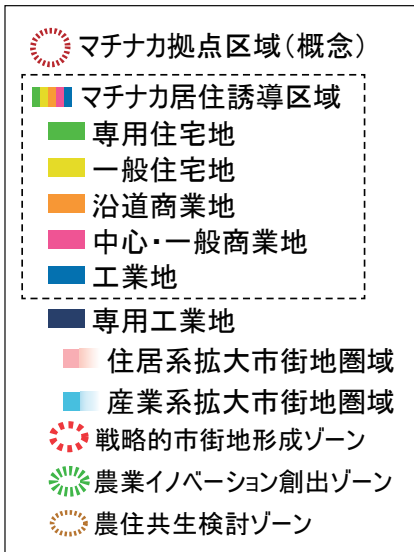 マチナカ拠点区域（概念）
マチナカ居住誘導区域
専用住宅地
一般住宅地
沿道商業地
中心・一般商業地
工業地
専用工業地
住居系拡大市街地圏域
産業系拡大市街地圏域
戦略的市街地形成ゾーン
農業イノベーション創出ゾーン
農住共生検討ゾーン